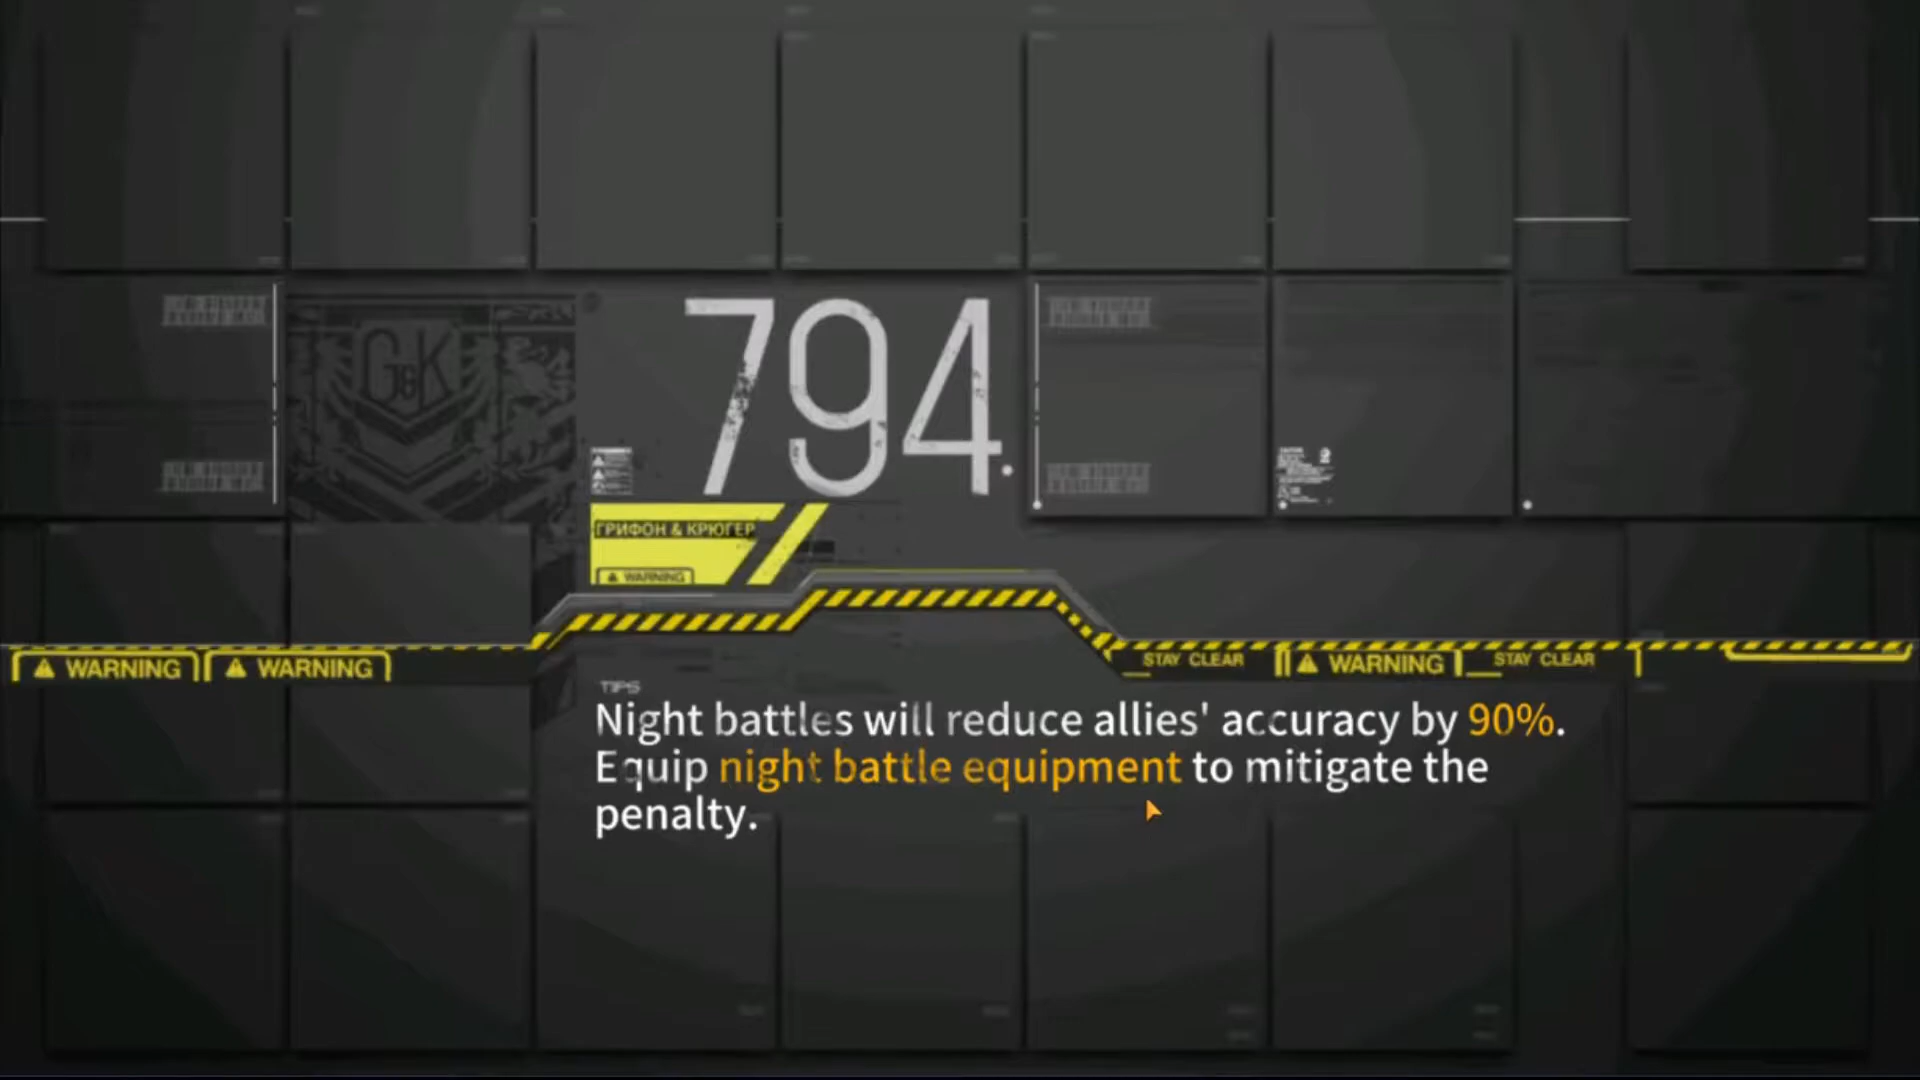 G&K
794.
ГРИФОН & КРЮГЕР
WARNING
WARNING
WARNING
STAY CLEAR
WARNING
STAY CLEAR
TIPS
Night battles will reduce allies' accuracy by 90%.
Equip night battle equipment to mitigate the
penalty.